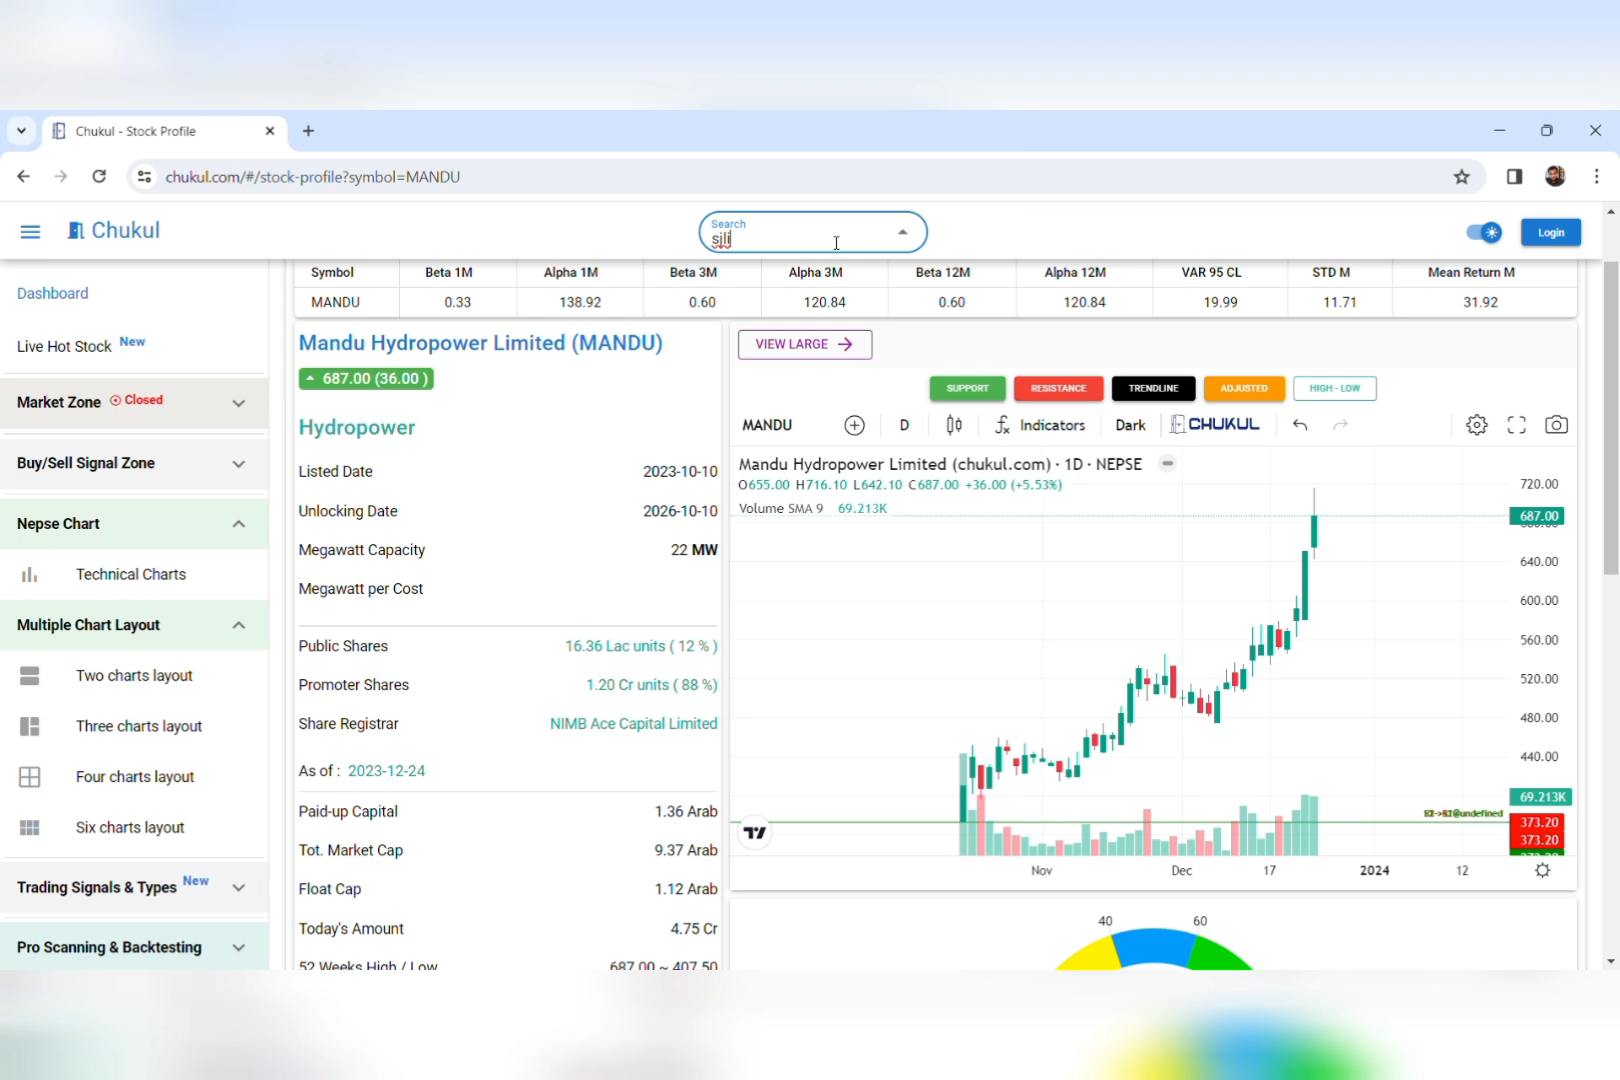 Chukul - Stock Profile
chukul.com/#/stock-profile?symbol=MANDU
Chukul
Search
sjli
Login
Symbol Beta 1M Alpha 1M Beta 3M Alpha 3M Beta 12M Alpha 12M VAR 95 CL STD M Mean Return M
MANDU 0.33 138.92 0.60 120.84 0.60 120.84 19.99 11.71 31.92
Dashboard
Live Hot Stock New
Market Zone Closed
Buy/Sell Signal Zone
Nepse Chart
Technical Charts
Multiple Chart Layout
Two charts layout
Three charts layout
Four charts layout
Six charts layout
Trading Signals & Types New
Pro Scanning & Backtesting
Mandu Hydropower Limited (MANDU)
687.00 (36.00 )
Hydropower
Listed Date 2023-10-10
Unlocking Date 2026-10-10
Megawatt Capacity 22 MW
Megawatt per Cost
Public Shares 16.36 Lac units ( 12 % )
Promoter Shares 1.20 Cr units ( 88 %)
Share Registrar NIMB Ace Capital Limited
As of : 2023-12-24
Paid-up Capital 1.36 Arab
Tot. Market Cap 9.37 Arab
Float Cap 1.12 Arab
Today's Amount 4.75 Cr
52 Weeks High / Low 687.00 ~ 407.50
VIEW LARGE
SUPPORT RESISTANCE TRENDLINE ADJUSTED HIGH - LOW
MANDU D Indicators Dark CHUKUL
Mandu Hydropower Limited (chukul.com) · 1D · NEPSE
O655.00 H716.10 L642.10 C687.00 +36.00 (+5.53%)
Volume SMA 9 69.213K
720.00
687.00
640.00
600.00
560.00
520.00
480.00
440.00
69.213K
373.20
373.20
Nov Dec 17 2024 12
40 60